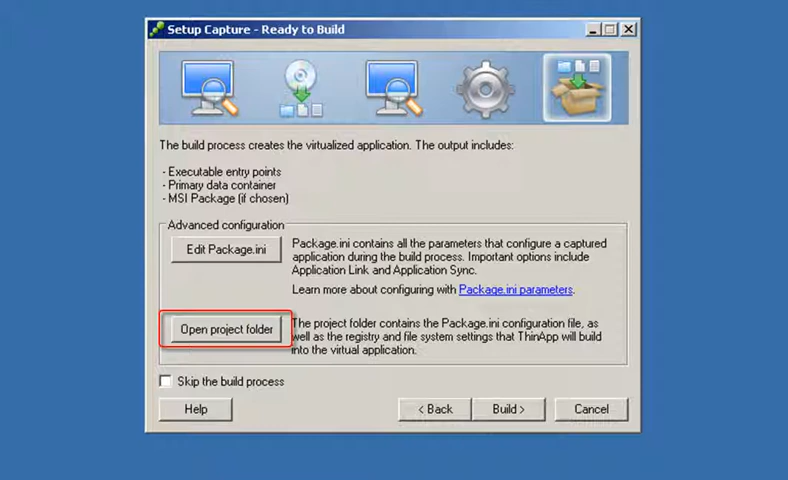 Setup Capture - Ready to Build
The build process creates the virtualized application. The output includes:
- Executable entry points
- Primary data container
- MSI Package (if chosen)
Advanced configuration
Edit Package.ini
Package.ini contains all the parameters that configure a captured
application during the build process. Important options include
Application Link and Application Sync.
Learn more about configuring with Package.ini parameters.
Open project folder
The project folder contains the Package.ini configuration file, as
well as the registry and file system settings that ThinApp will build
into the virtual application.
Skip the build process
Help
< Back
Build >
Cancel